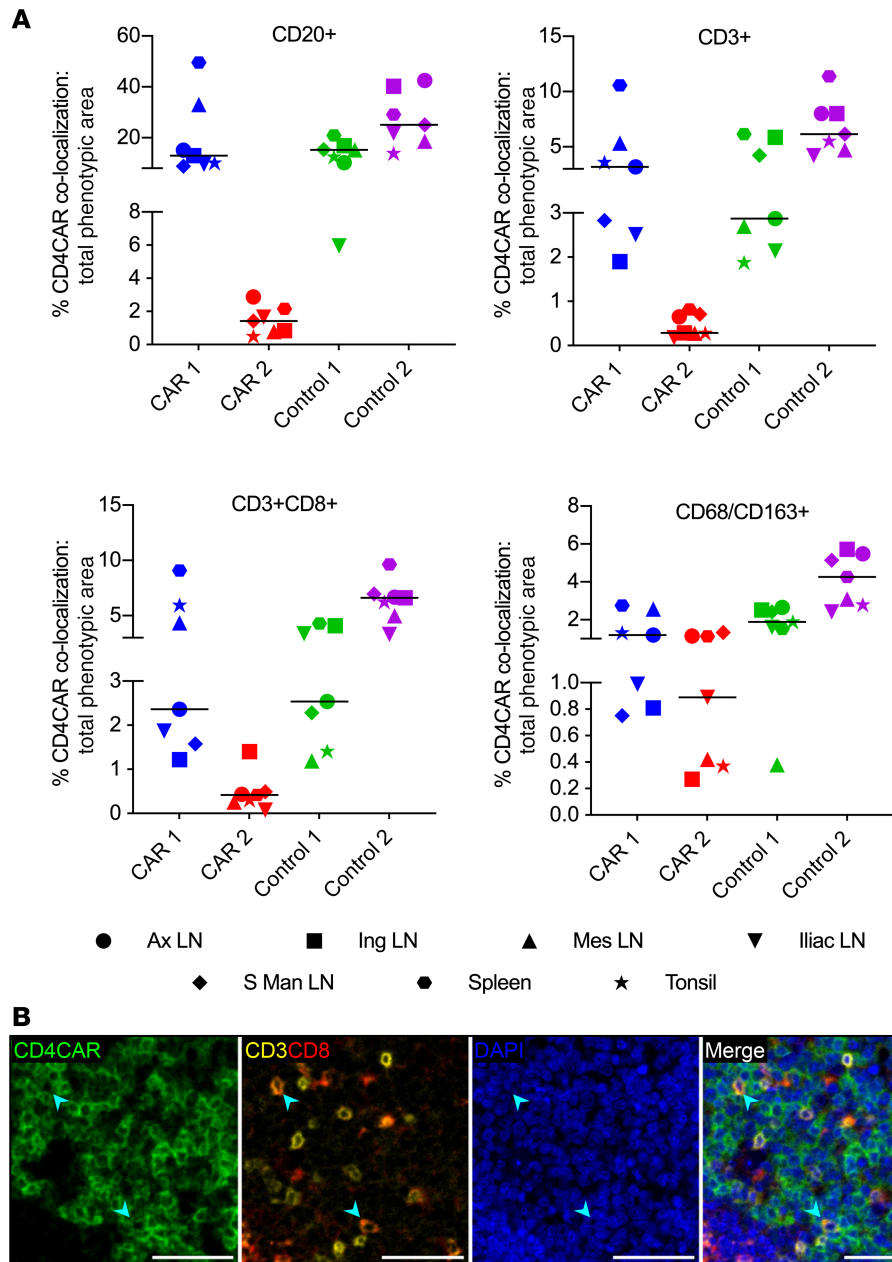 A
CD20+
% CD4CAR co-localization:
total phenotypic area
60
40
20
8
6
4
2
0
CAR 1
CAR 2
Control 1
Control 2
CD3+
% CD4CAR co-localization:
total phenotypic area
15
10
5
3
2
1
0
CAR 1
CAR 2
Control 1
Control 2
CD3+CD8+
% CD4CAR co-localization:
total phenotypic area
15
10
5
3
2
1
0
CAR 1
CAR 2
Control 1
Control 2
CD68/CD163+
% CD4CAR co-localization:
total phenotypic area
8
6
4
2
1.0
0.8
0.6
0.4
0.2
0.0
CAR 1
CAR 2
Control 1
Control 2
Ax LN Ing LN Mes LN Iliac LN
S Man LN Spleen Tonsil
B
CD4CAR
CD3CD8
DAPI
Merge